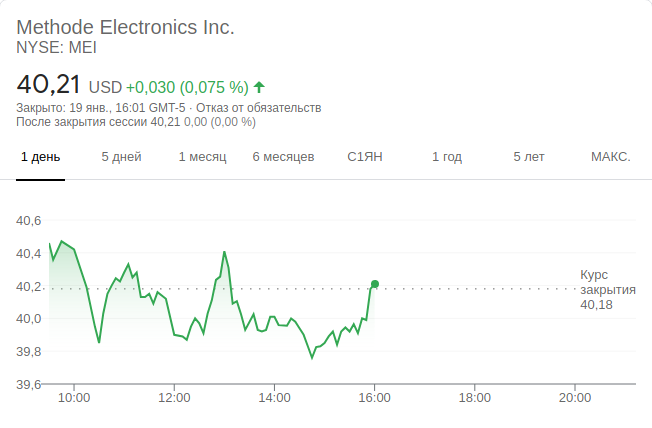 Methode Electronics Inc.
NYSE: MEI
40,21 USD +0,030 (0,075 %)
Закрыто: 19 янв., 16:01 GMT-5 · Отказ от обязательств
После закрытия сессии 40,21 0,00 (0,00 %)
1 день 5 дней 1 месяц 6 месяцев С1ЯН 1 год 5 лет МАКС.
40,6
40,4
40,2
40,0
39,8
39,6
Курс
закрытия
40,18
10:00 12:00 14:00 16:00 18:00 20:00